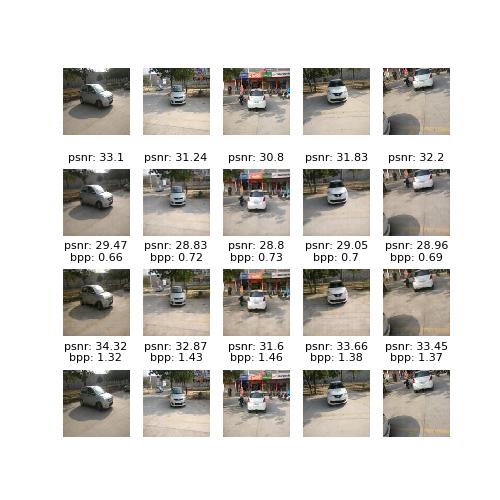 psnr: 33.1 psnr: 31.24 psnr: 30.8 psnr: 31.83 psnr: 32.2
psnr: 29.47 psnr: 28.83 psnr: 28.8 psnr: 29.05 psnr: 28.96
bpp: 0.66 bpp: 0.72 bpp: 0.73 bpp: 0.7 bpp: 0.69
psnr: 34.32 psnr: 32.87 psnr: 31.6 psnr: 33.66 psnr: 33.45
bpp: 1.32 bpp: 1.43 bpp: 1.46 bpp: 1.38 bpp: 1.37